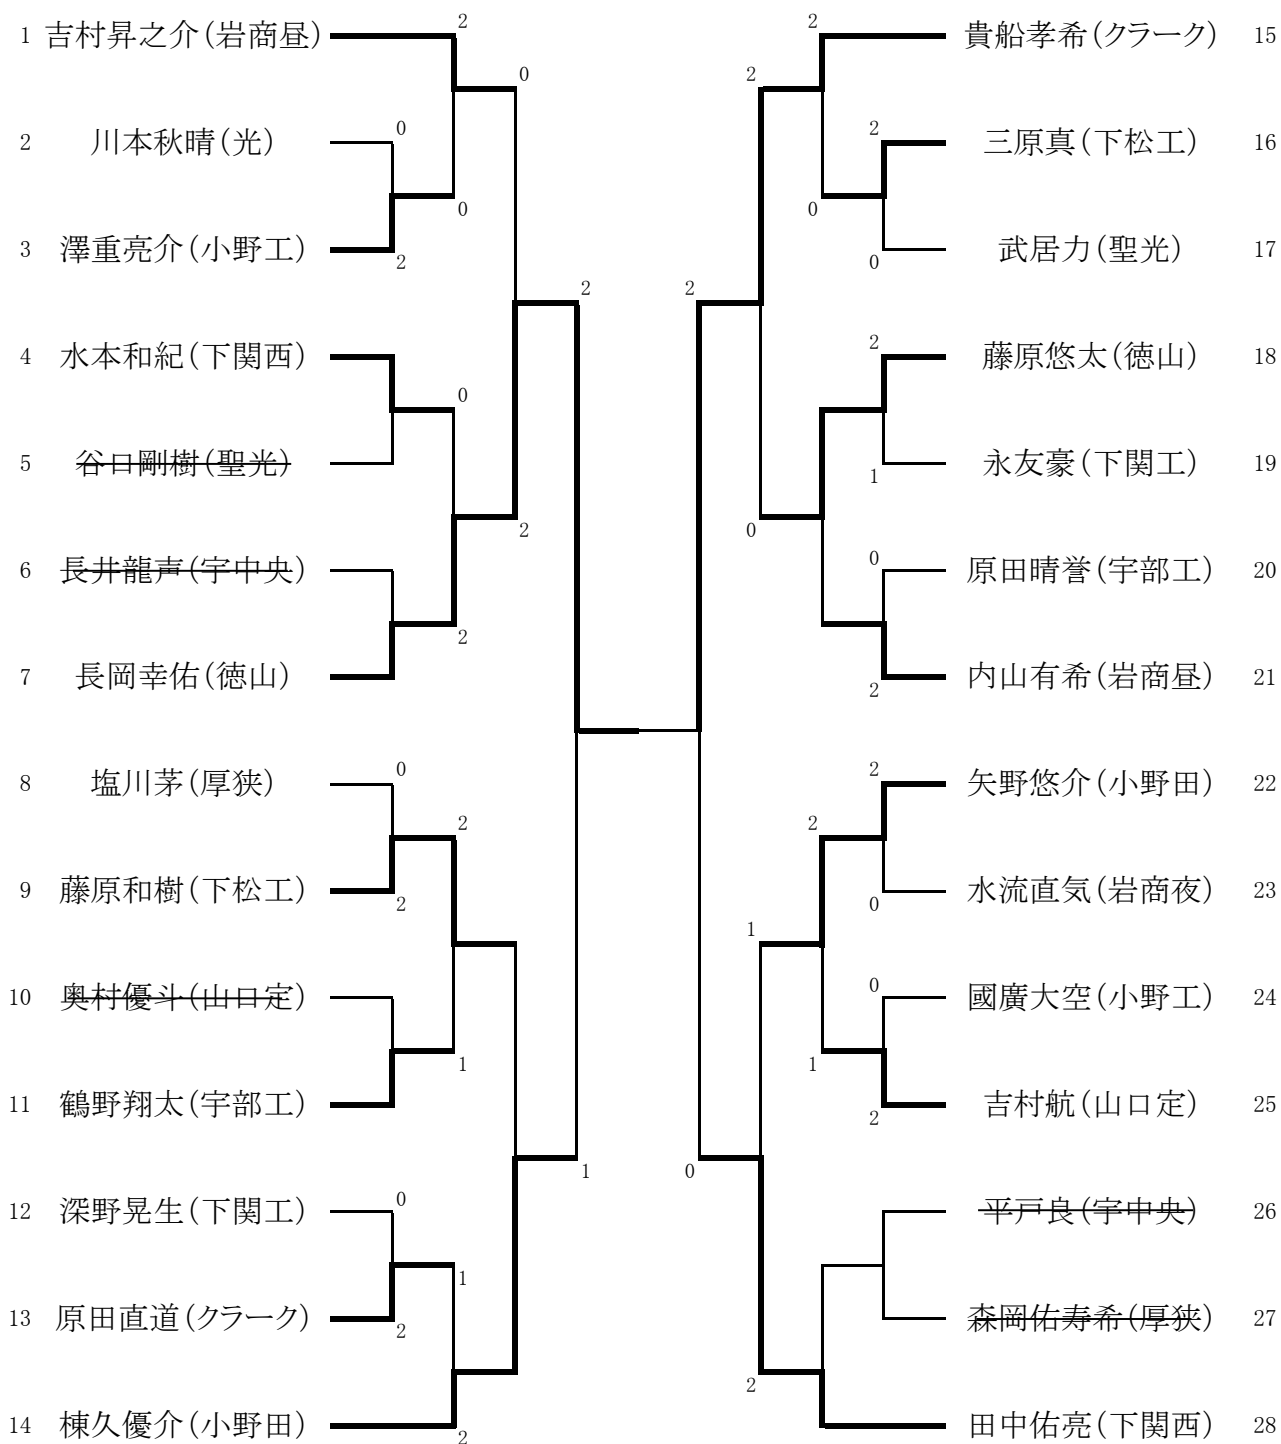 1 吉村昇之介(岩商昼)
2 川本秋晴(光)
3 澤重亮介(小野工)
4 水本和紀(下関西)
5 谷口剛樹(聖光)
6 長井龍声(宇中央)
7 長岡幸佑(徳山)
8 塩川茅(厚狭)
9 藤原和樹(下松工)
10 奥村優斗(山口定)
11 鶴野翔太(宇部工)
12 深野晃生(下関工)
13 原田直道(クラーク)
14 棟久優介(小野田)
2
0
0
0
2
2
0
2
2
0
2
2
1
1
0
1
2
2
2
2
2
0
0
2
2
1
0
0
2
2
2
0
1
0
1
2
0
2
貴船孝希(クラーク) 15
三原真(下松工) 16
武居力(聖光) 17
藤原悠太(徳山) 18
永友豪(下関工) 19
原田晴誉(宇部工) 20
内山有希(岩商昼) 21
矢野悠介(小野田) 22
水流直気(岩商夜) 23
國廣大空(小野工) 24
吉村航(山口定) 25
平戸良(宇中央) 26
森岡佑寿希(厚狭) 27
田中佑亮(下関西) 28